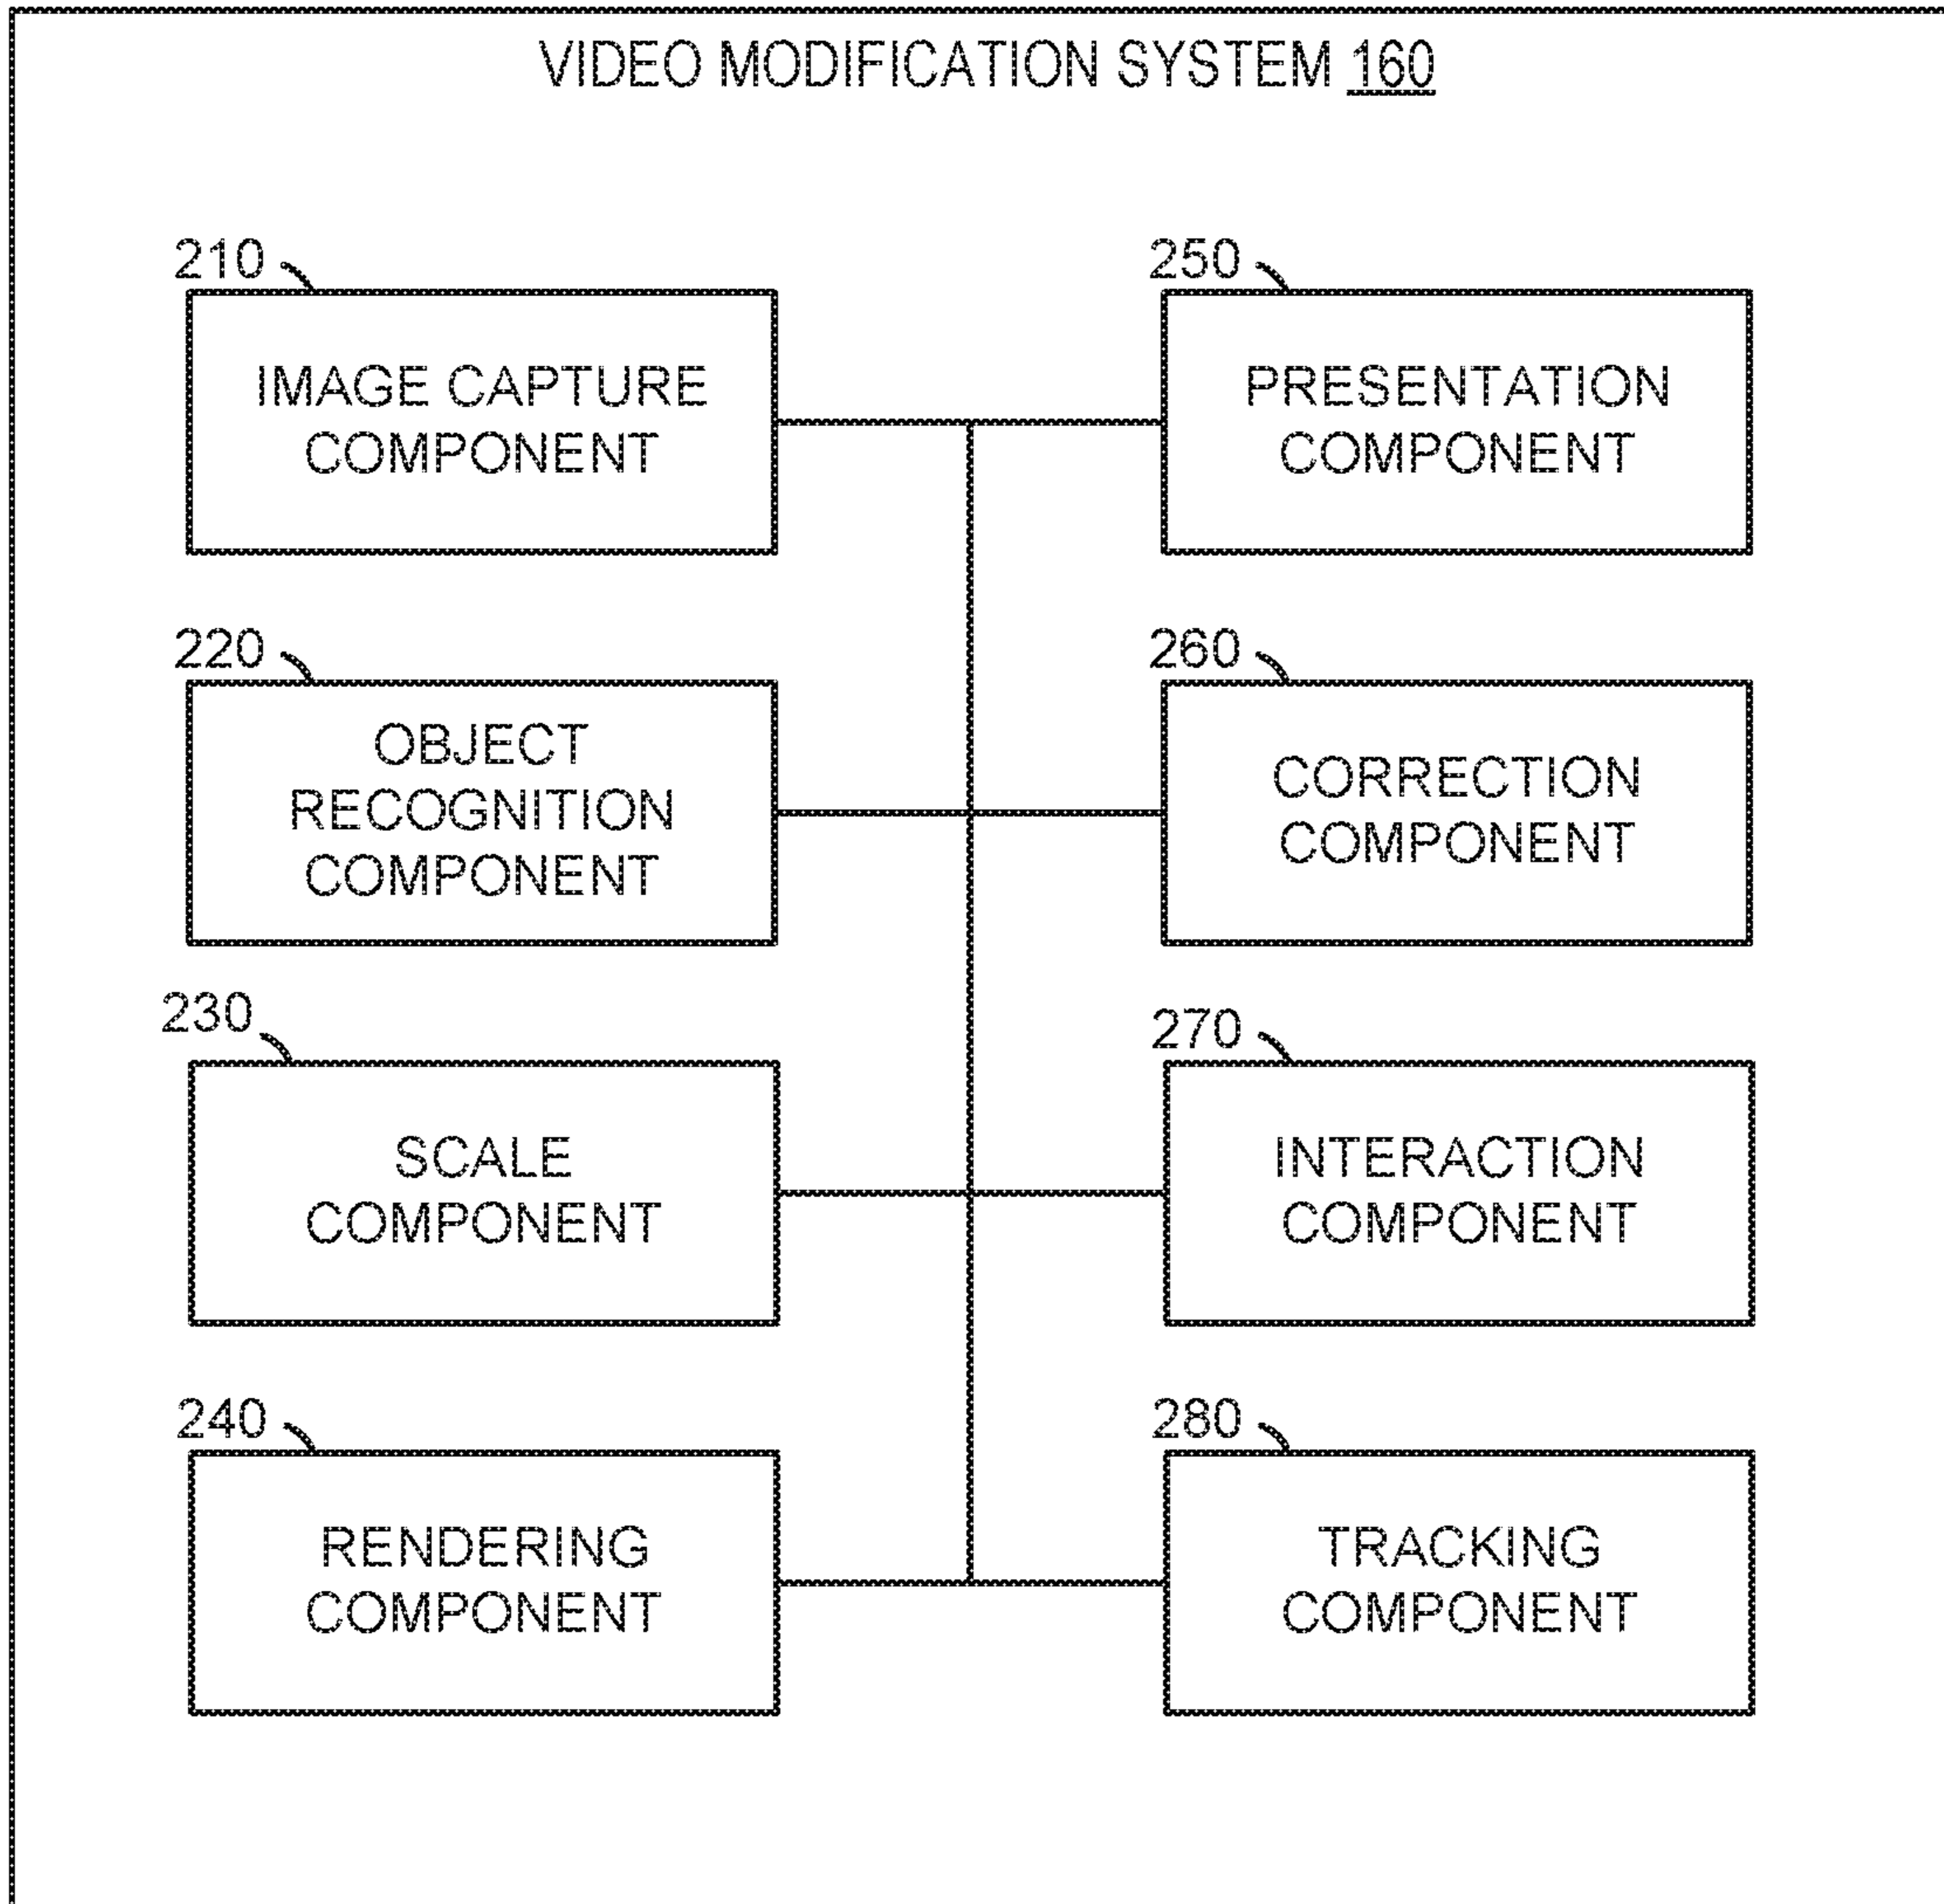 VIDEO MODIFICATION SYSTEM 160
210
IMAGE CAPTURE
COMPONENT
250
PRESENTATION
COMPONENT
220
OBJECT
RECOGNITION
COMPONENT
260
CORRECTION
COMPONENT
230
SCALE
COMPONENT
270
INTERACTION
COMPONENT
240
RENDERING
COMPONENT
280
TRACKING
COMPONENT